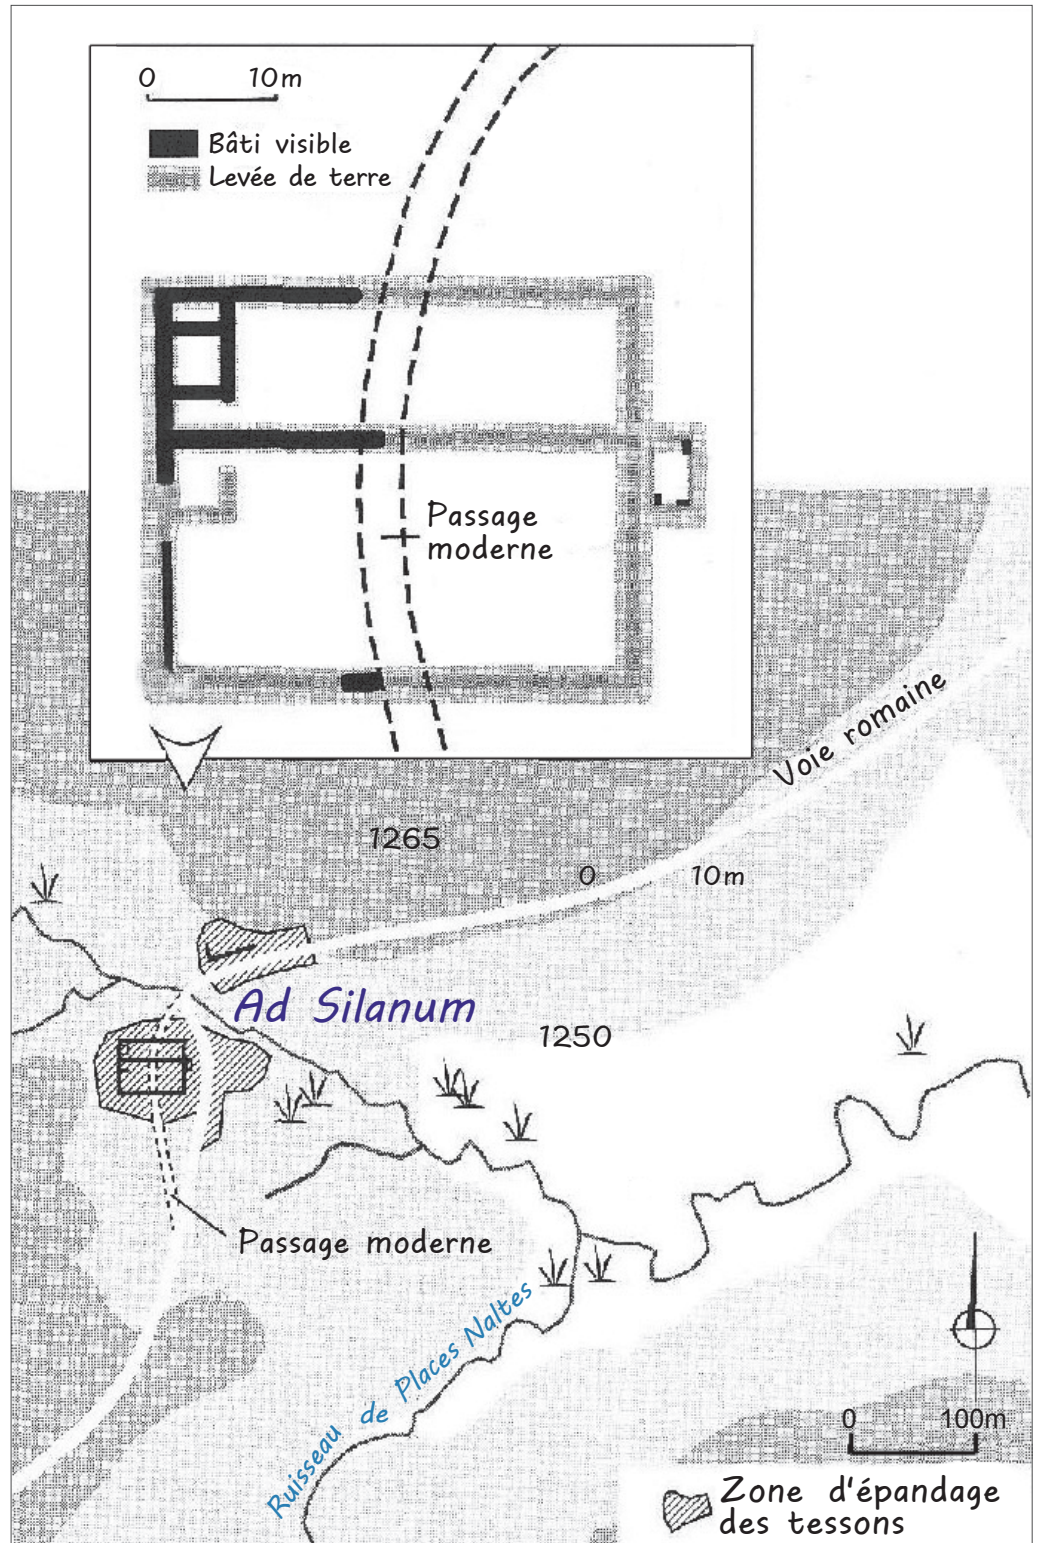 0 10m
Bâti visible
Levée de terre
Passage
moderne
Voie romaine
1265
0 10m
Ad Silanum
1250
Passage moderne
Ruisseau de Places Naltes
0 100m
Zone d'épandage
des tessons